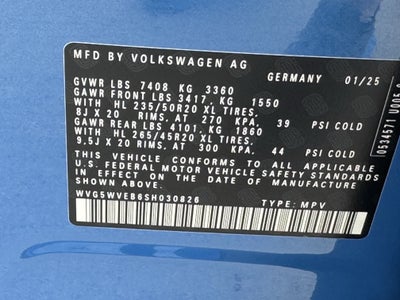 MFD BY VOLKSWAGEN AG
GERMANY 01/25
GVWR LBS 7408 KG 3360
GAWR FRONT LBS 3417, KG 1550
WITH HL 235/50R20 XL TIRES,
8J X 20 RIMS, AT 270 KPA, 39 PSI COLD
GAWR REAR LBS 4101, KG 1860
WITH HL 265/45R20 XL TIRES,
9.5J X 20 RIMS, AT 300 KPA, 44 PSI COLD
THIS VEHICLE CONFORMS TO ALL APPLICABLE
U.S. FEDERAL MOTOR VEHICLE SAFETY STANDARDS
IN EFFECT ON THE DATE OF MANUFACTURE
SHOWN ABOVE.
WVG5WVEB6SH030826 TYPE: MPV
0534571 U005